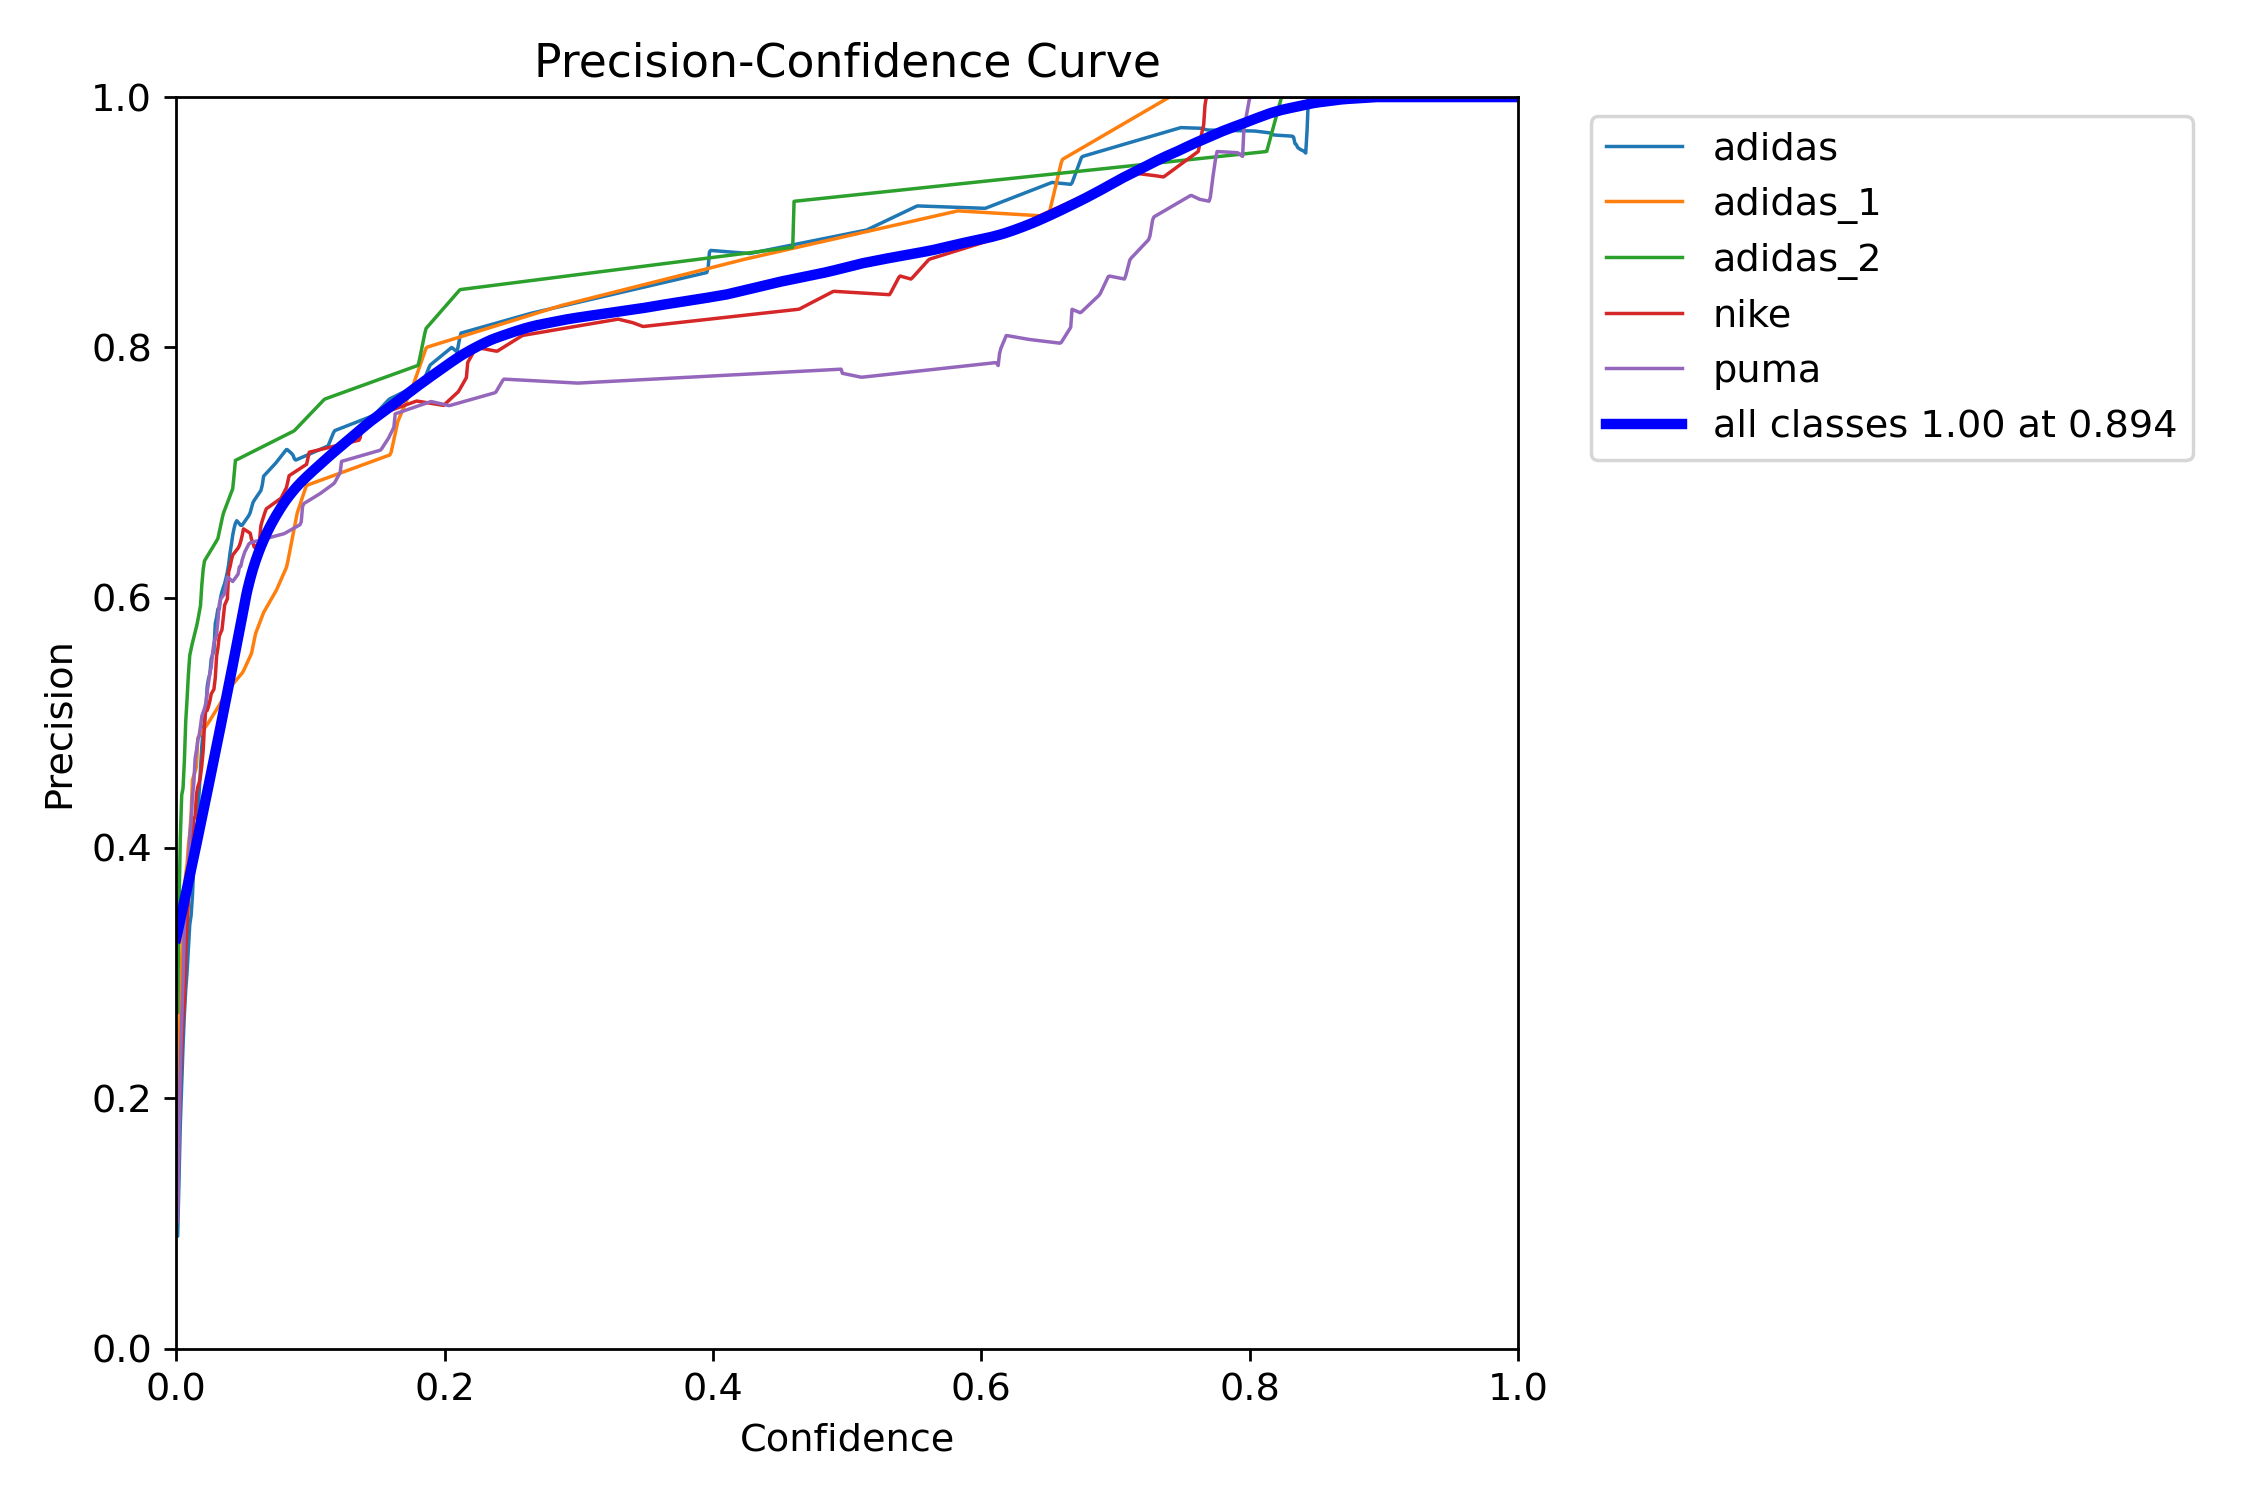 Precision-Confidence Curve
1.0
0.8
0.6
0.4
0.2
0.0
Precision
0.0 0.2 0.4 0.6 0.8 1.0
Confidence
adidas
adidas_1
adidas_2
nike
puma
all classes 1.00 at 0.894